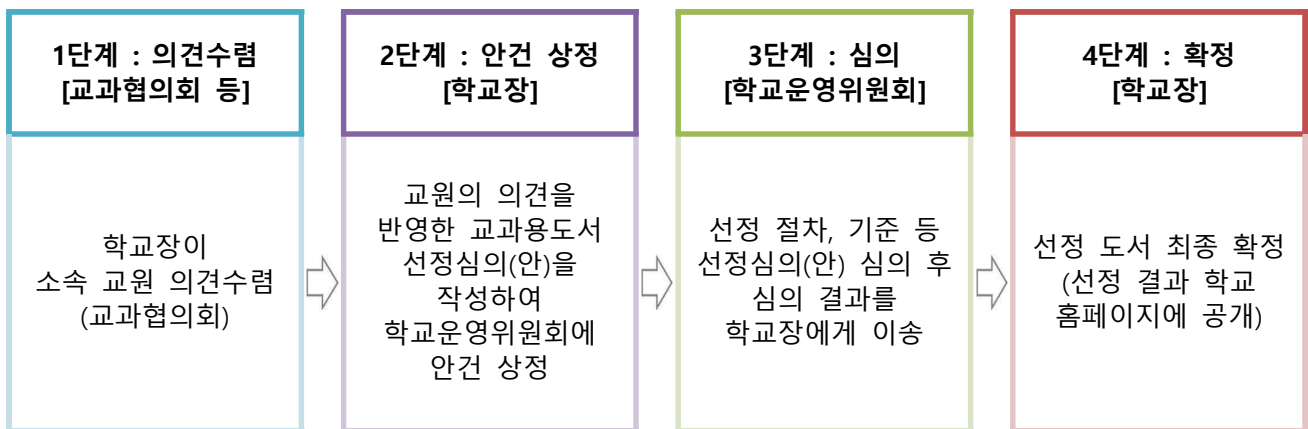 1단계 : 의견수렴
[교과협의회 등]
학교장이
소속 교원 의견수렴
(교과협의회)
2단계 : 안건 상정
[학교장]
교원의 의견을
반영한 교과용도서
선정심의(안)을
작성하여
학교운영위원회에
안건 상정
3단계 : 심의
[학교운영위원회]
선정 절차, 기준 등
선정심의(안) 심의 후
심의 결과를
학교장에게 이송
4단계 : 확정
[학교장]
선정 도서 최종 확정
(선정 결과 학교
홈페이지에 공개)